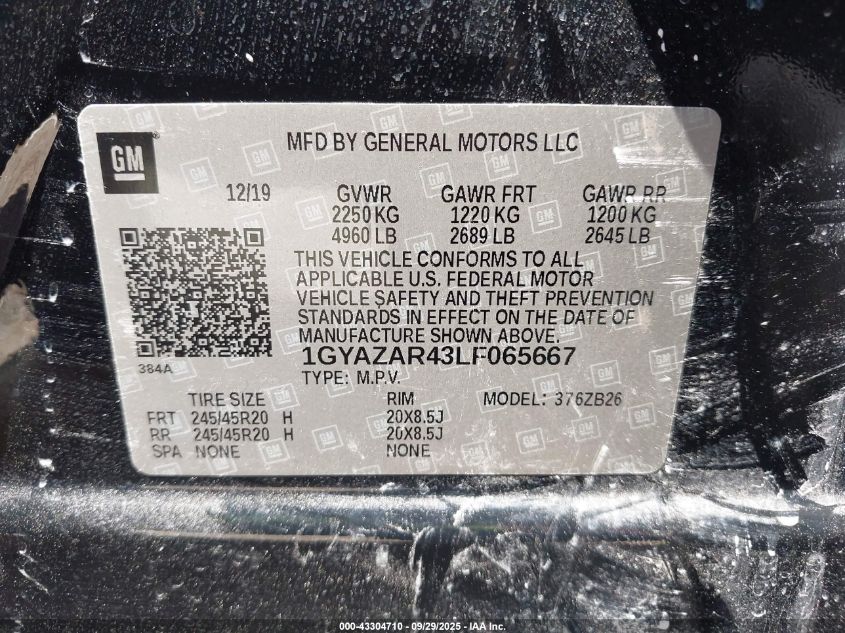 MFD BY GENERAL MOTORS LLC
GM
12/19 GVWR GAWR FRT GAWR RR
2250 KG 1220 KG 1200 KG
4960 LB 2689 LB 2645 LB
THIS VEHICLE CONFORMS TO ALL
APPLICABLE U.S. FEDERAL MOTOR
VEHICLE SAFETY AND THEFT PREVENTION
STANDARDS IN EFFECT ON THE DATE OF
MANUFACTURE SHOWN ABOVE.
1GYAZAR43LF065667
384A
TYPE: M.P.V.
TIRE SIZE RIM MODEL: 376ZB26
FRT 245/45R20 H 20X8.5J
RR 245/45R20 H 20X8.5J
SPA NONE NONE
000-43304710 - 09/29/2025 - IAA Inc.